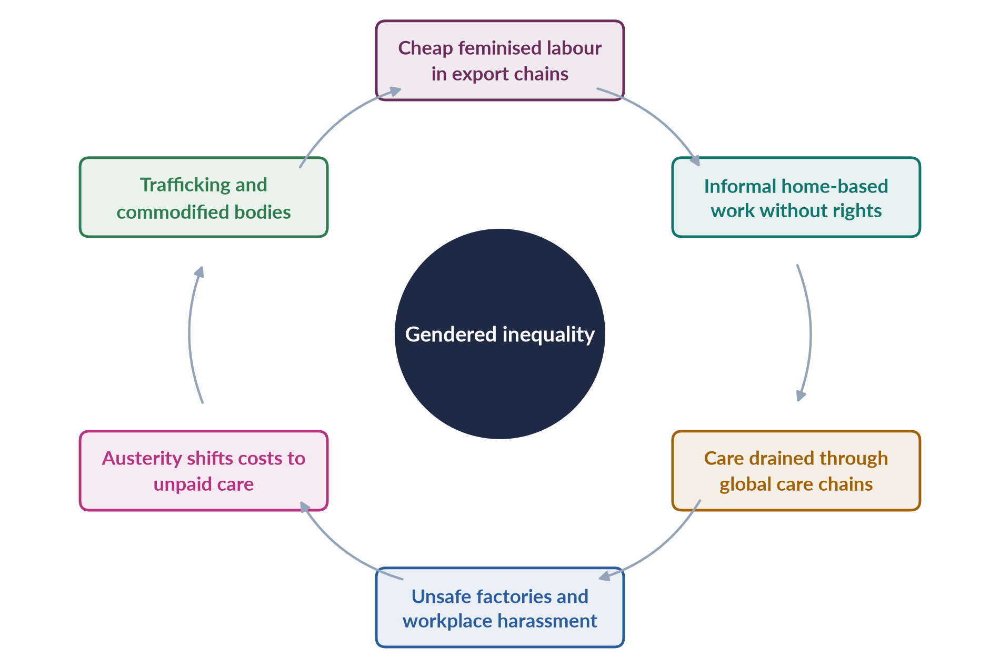 Cheap feminised labour
in export chains
Trafficking and
commodified bodies
Informal home-based
work without rights
Gendered inequality
Austerity shifts costs to
unpaid care
Care drained through
global care chains
Unsafe factories and
workplace harassment